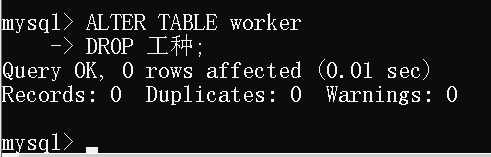 mysql> ALTER TABLE worker
    -> DROP 工种;
Query OK, 0 rows affected (0.01 sec)
Records: 0  Duplicates: 0  Warnings: 0
mysql>